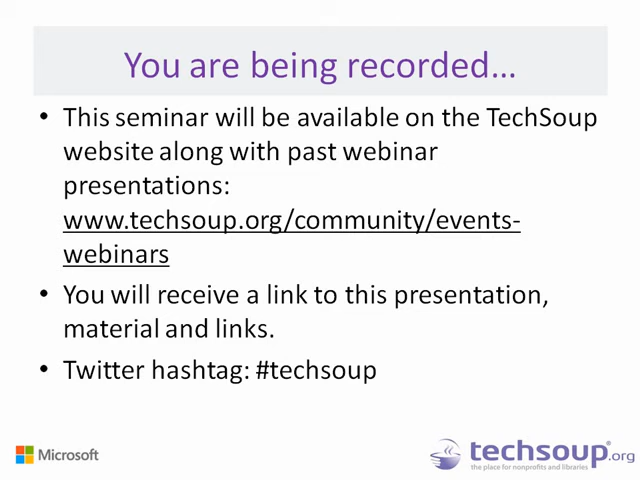 You are being recorded...
• This seminar will be available on the TechSoup
website along with past webinar
presentations:
www.techsoup.org/community/events-
webinars
• You will receive a link to this presentation,
material and links.
• Twitter hashtag: #techsoup
Microsoft
techsoup®.org
the place for nonprofits and libraries